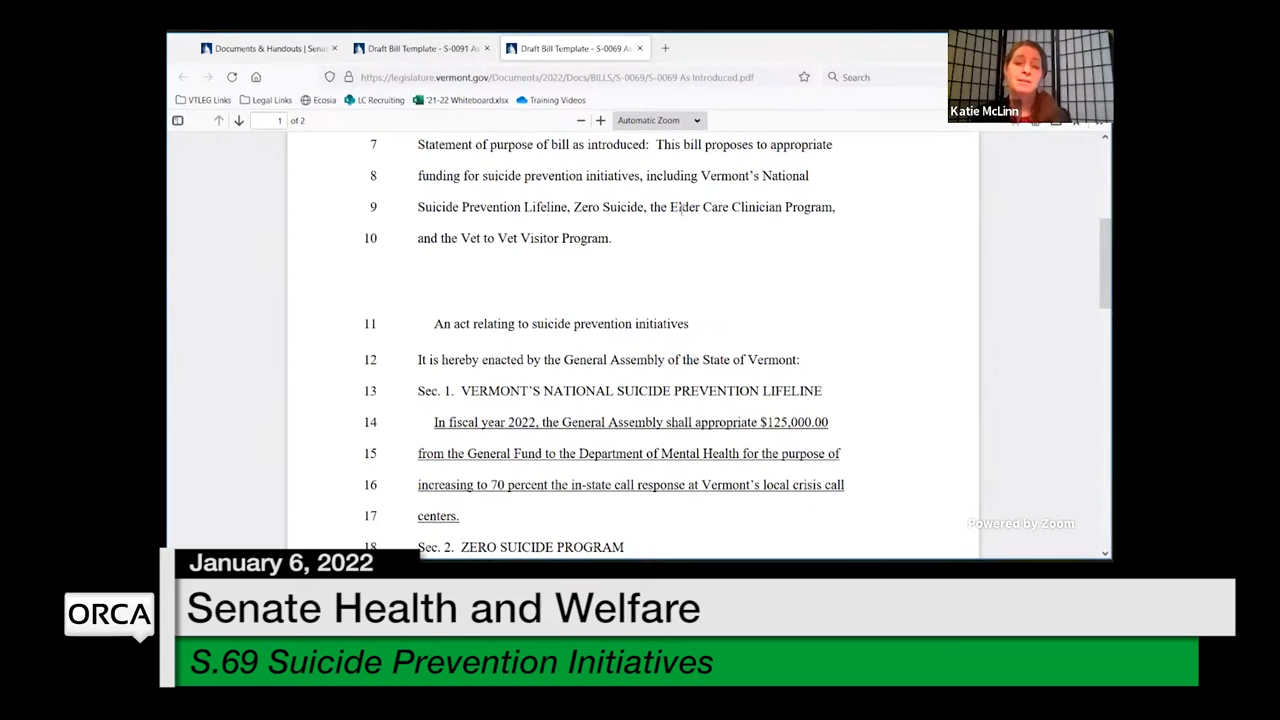 Documents & Handouts | Sena
Draft Bill Template - S-0091 As
Draft Bill Template - S-0069 As
https://legislature.vermont.gov/Documents/2022/Docs/BILLS/S-0069/S-0069 As Introduced.pdf
Search
VTLEG Links
Legal Links
Ecosia
LC Recruiting
'21-22 Whiteboard.xlsx
Training Videos
Katie McLinn
1 of 2
Automatic Zoom
7 Statement of purpose of bill as introduced: This bill proposes to appropriate
8 funding for suicide prevention initiatives, including Vermont's National
9 Suicide Prevention Lifeline, Zero Suicide, the Elder Care Clinician Program,
10 and the Vet to Vet Visitor Program.
11 An act relating to suicide prevention initiatives
12 It is hereby enacted by the General Assembly of the State of Vermont:
13 Sec. 1. VERMONT'S NATIONAL SUICIDE PREVENTION LIFELINE
14 In fiscal year 2022, the General Assembly shall appropriate $125,000.00
15 from the General Fund to the Department of Mental Health for the purpose of
16 increasing to 70 percent the in-state call response at Vermont's local crisis call
17 centers.
18 Sec. 2. ZERO SUICIDE PROGRAM
Powered by Zoom
January 6, 2022
ORCA
Senate Health and Welfare
S.69 Suicide Prevention Initiatives